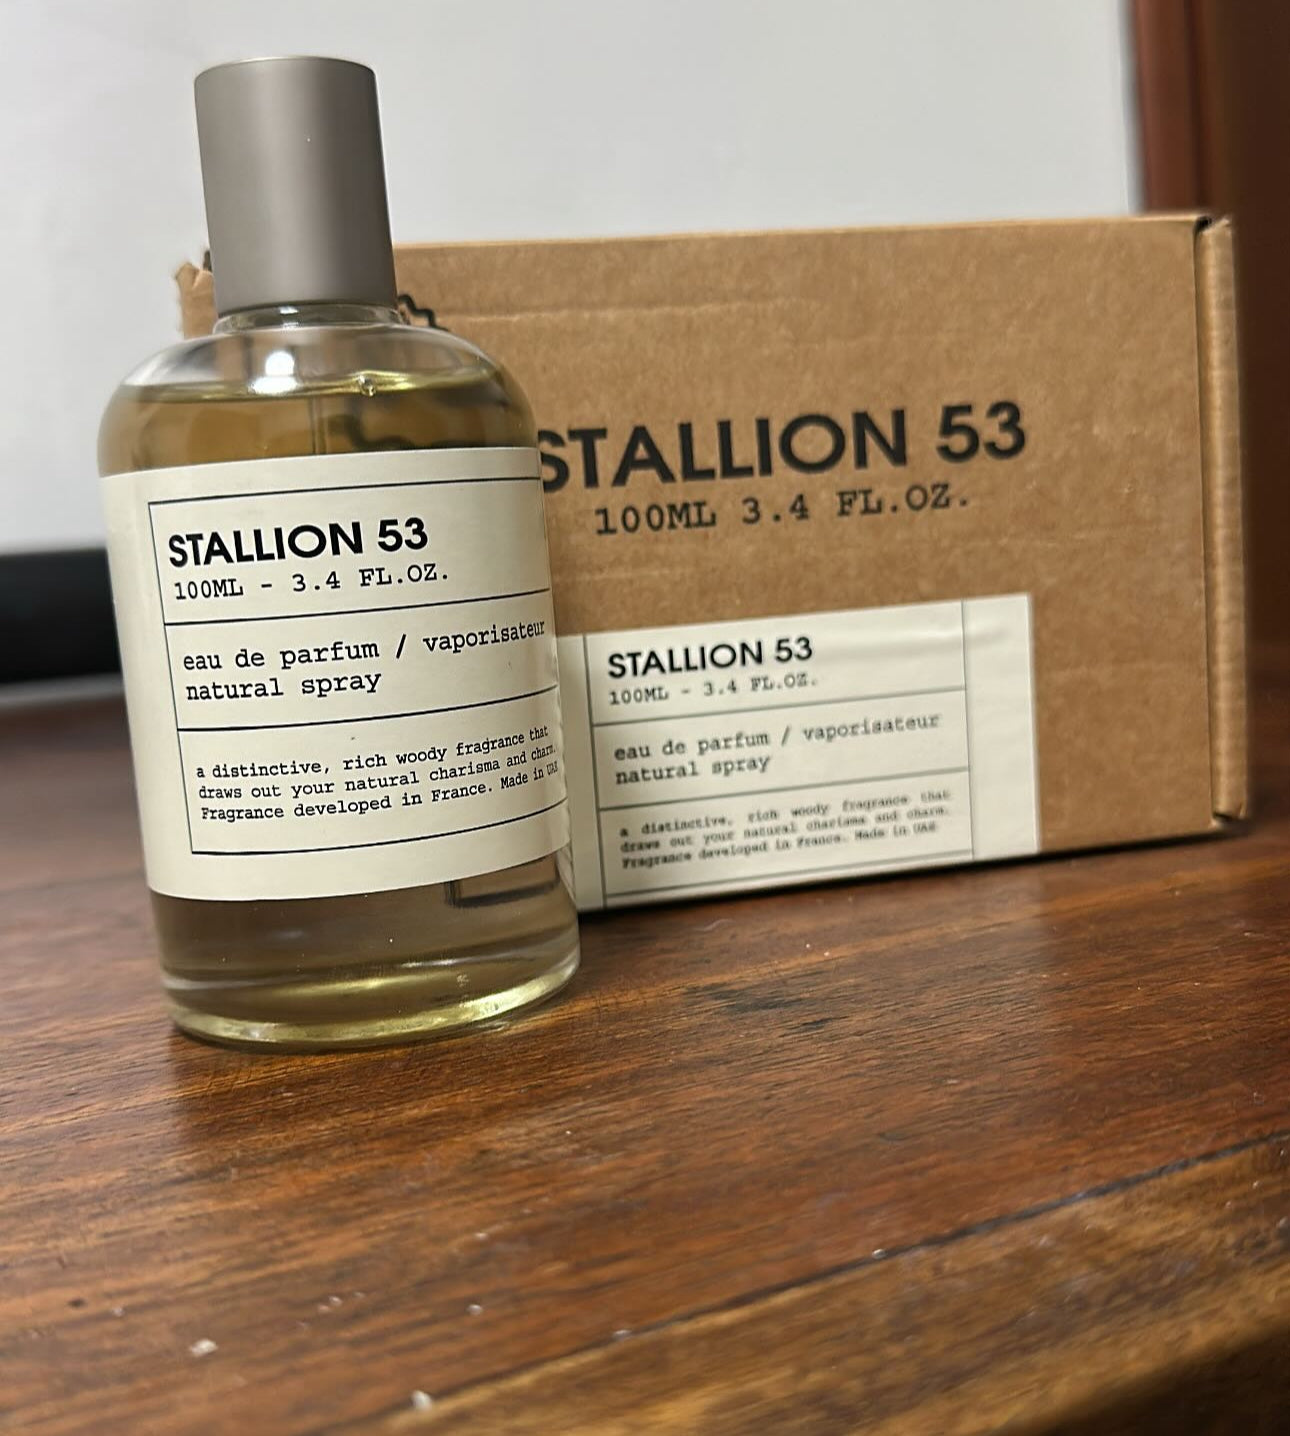 STALLION 53
100ML - 3.4 FL.OZ.
eau de parfum / vaporisateur
natural spray
a distinctive, rich woody fragrance that
draws out your natural charisma and charm.
Fragrance developed in France. Made in UAE
STALLION 53
100ML 3.4 FL.OZ.
STALLION 53
100ML - 3.4 FL.OZ.
eau de parfum / vaporisateur
natural spray
a distinctive, rich woody fragrance that
draws out your natural charisma and charm.
Fragrance developed in France. Made in UAE